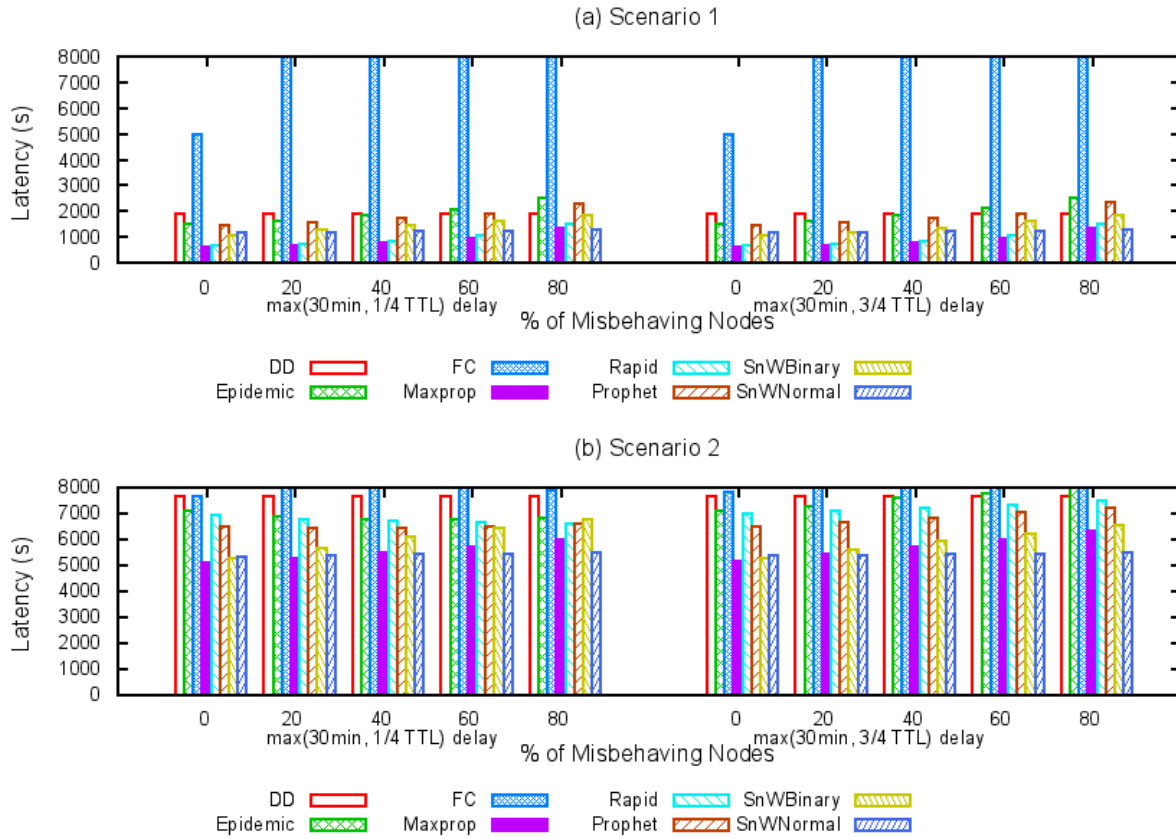 (a) Scenario 1
8000
7000
6000
5000
4000
3000
2000
1000
0
Latency (s)
0 20 40 60 80 0 20 40 60 80
max(30min, 1/4 TTL) delay max(30min, 3/4 TTL) delay
% of Misbehaving Nodes
DD FC Rapid SnWBinary
Epidemic Maxprop Prophet SnWNormal
(b) Scenario 2
8000
7000
6000
5000
4000
3000
2000
1000
0
Latency (s)
0 20 40 60 80 0 20 40 60 80
max(30min, 1/4 TTL) delay max(30min, 3/4 TTL) delay
% of Misbehaving Nodes
DD FC Rapid SnWBinary
Epidemic Maxprop Prophet SnWNormal